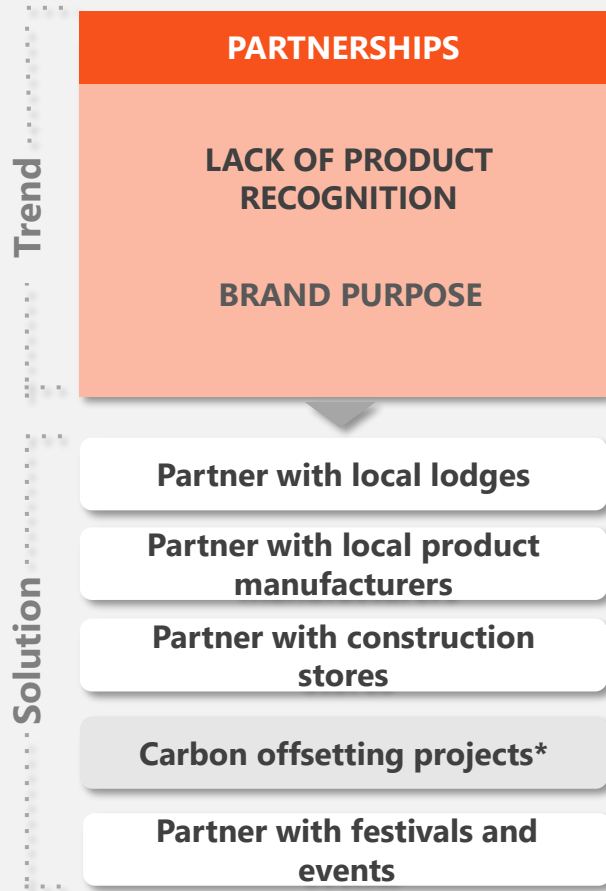 PARTNERSHIPS
Trend
LACK OF PRODUCT
RECOGNITION
BRAND PURPOSE
Solution
Partner with local lodges
Partner with local product
manufacturers
Partner with construction
stores
Carbon offsetting projects*
Partner with festivals and
events